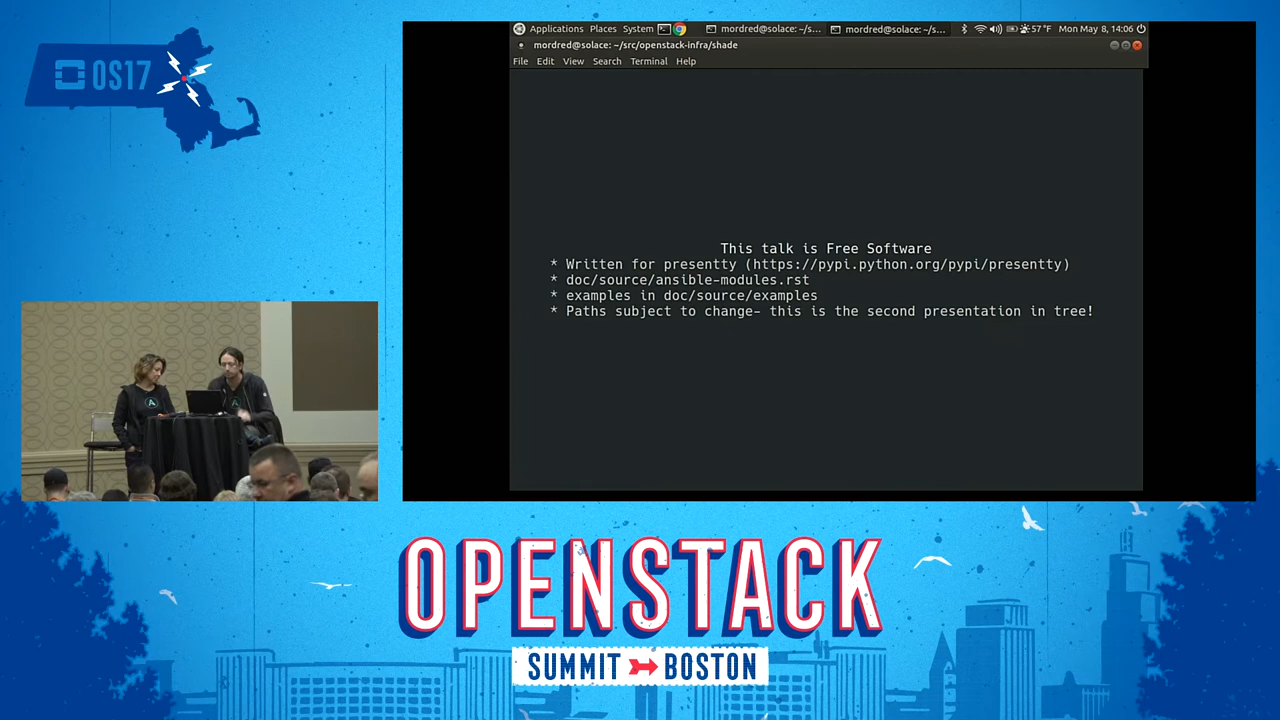 OS17
Applications Places System mordred@solace: ~/s... mordred@solace: ~/s... 57 °F Mon May 8, 14:06
mordred@solace: ~/src/openstack-infra/shade
File Edit View Search Terminal Help
This talk is Free Software
* Written for presentty (https://pypi.python.org/pypi/presentty)
* doc/source/ansible-modules.rst
* examples in doc/source/examples
* Paths subject to change- this is the second presentation in tree!
A
A
OPENSTACK
SUMMIT BOSTON